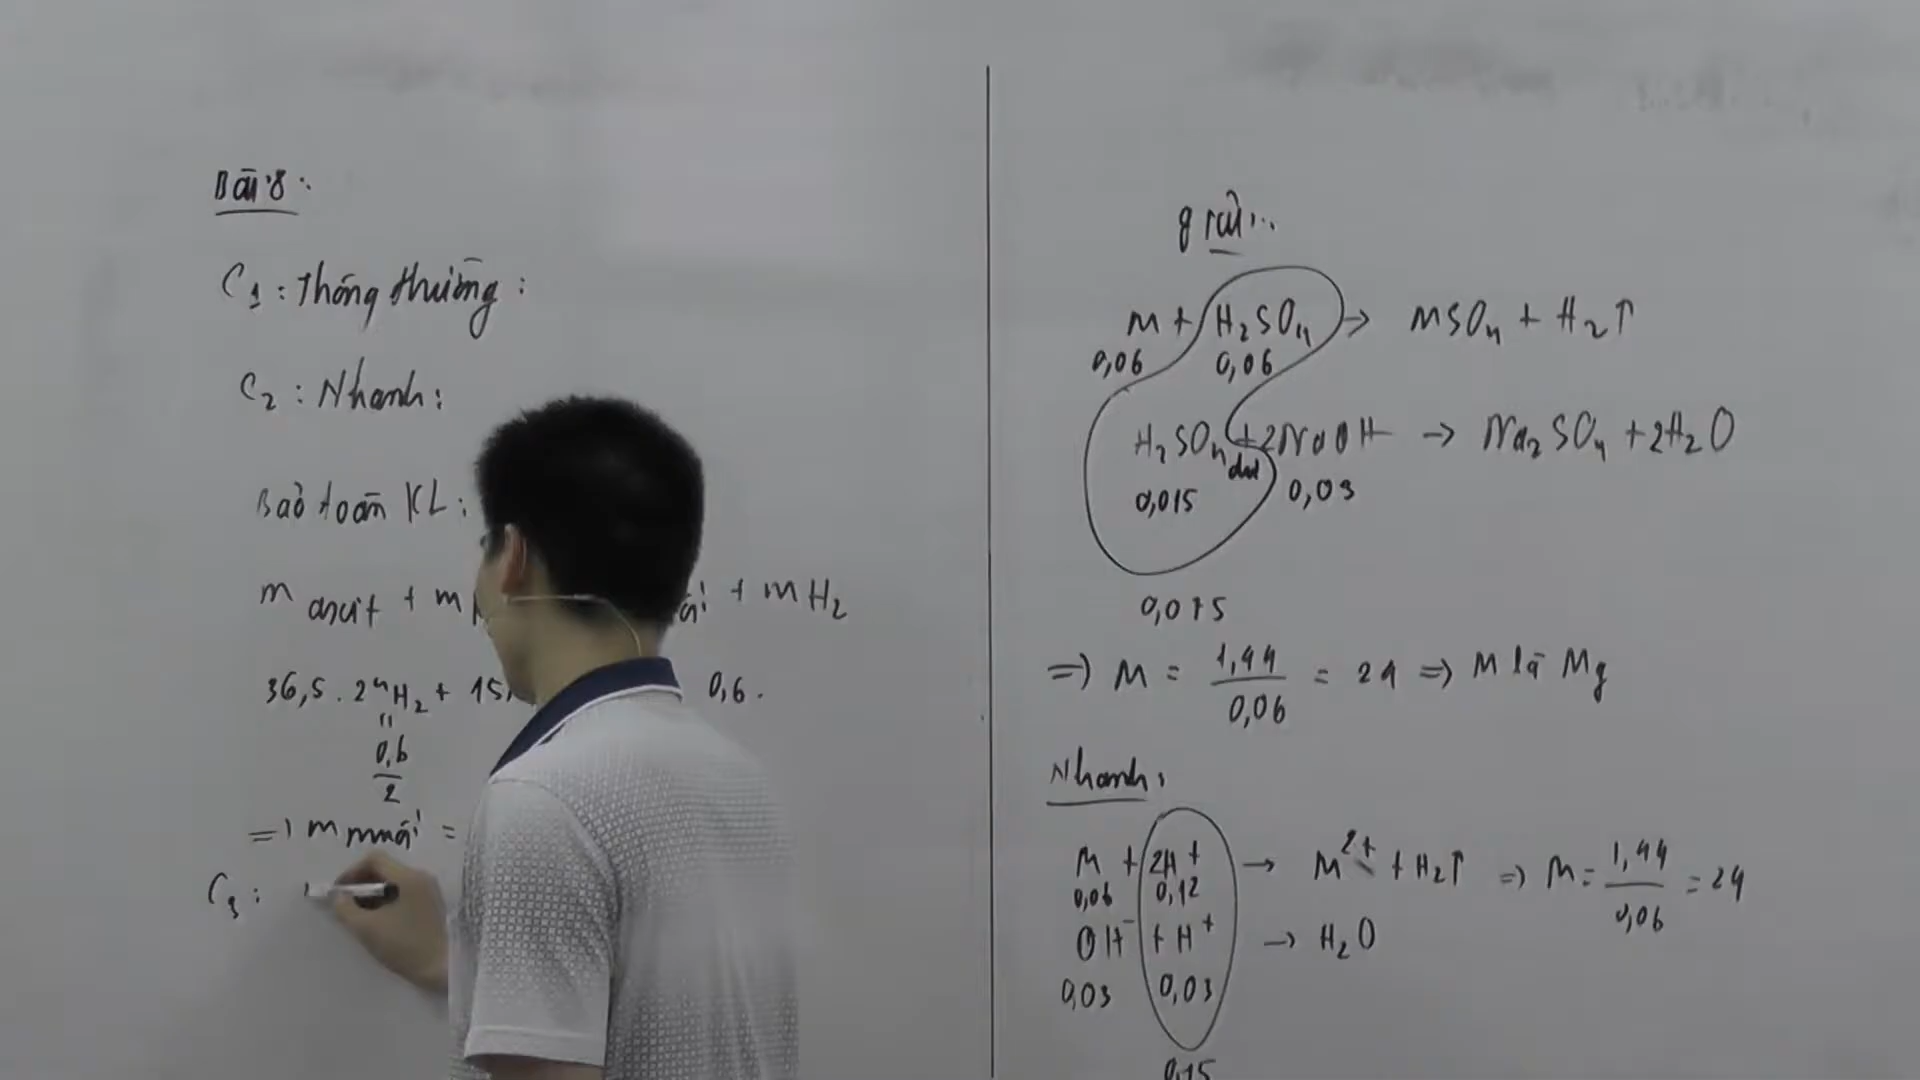 Bài 8:
C1: Thông thường:
C2: Nhanh:
Bảo toàn KL:
m axit + m + m H2
36,5 . 2nH2 + 15, 0,6.
"
0,6
2
=> m muối =
C3:
giải:
M + H2SO4 → MSO4 + H2↑
0,06 0,06
H2SO4 dư + 2NaOH → Na2SO4 + 2H2O
0,015 0,03
0,075
=> M = 1,44 / 0,06 = 24 => M là Mg
Nhanh:
M + 2H+ → M2+ + H2↑ => M = 1,44 / 0,06 = 24
0,06 0,12
OH- + H+ → H2O
0,03 0,03
0,15